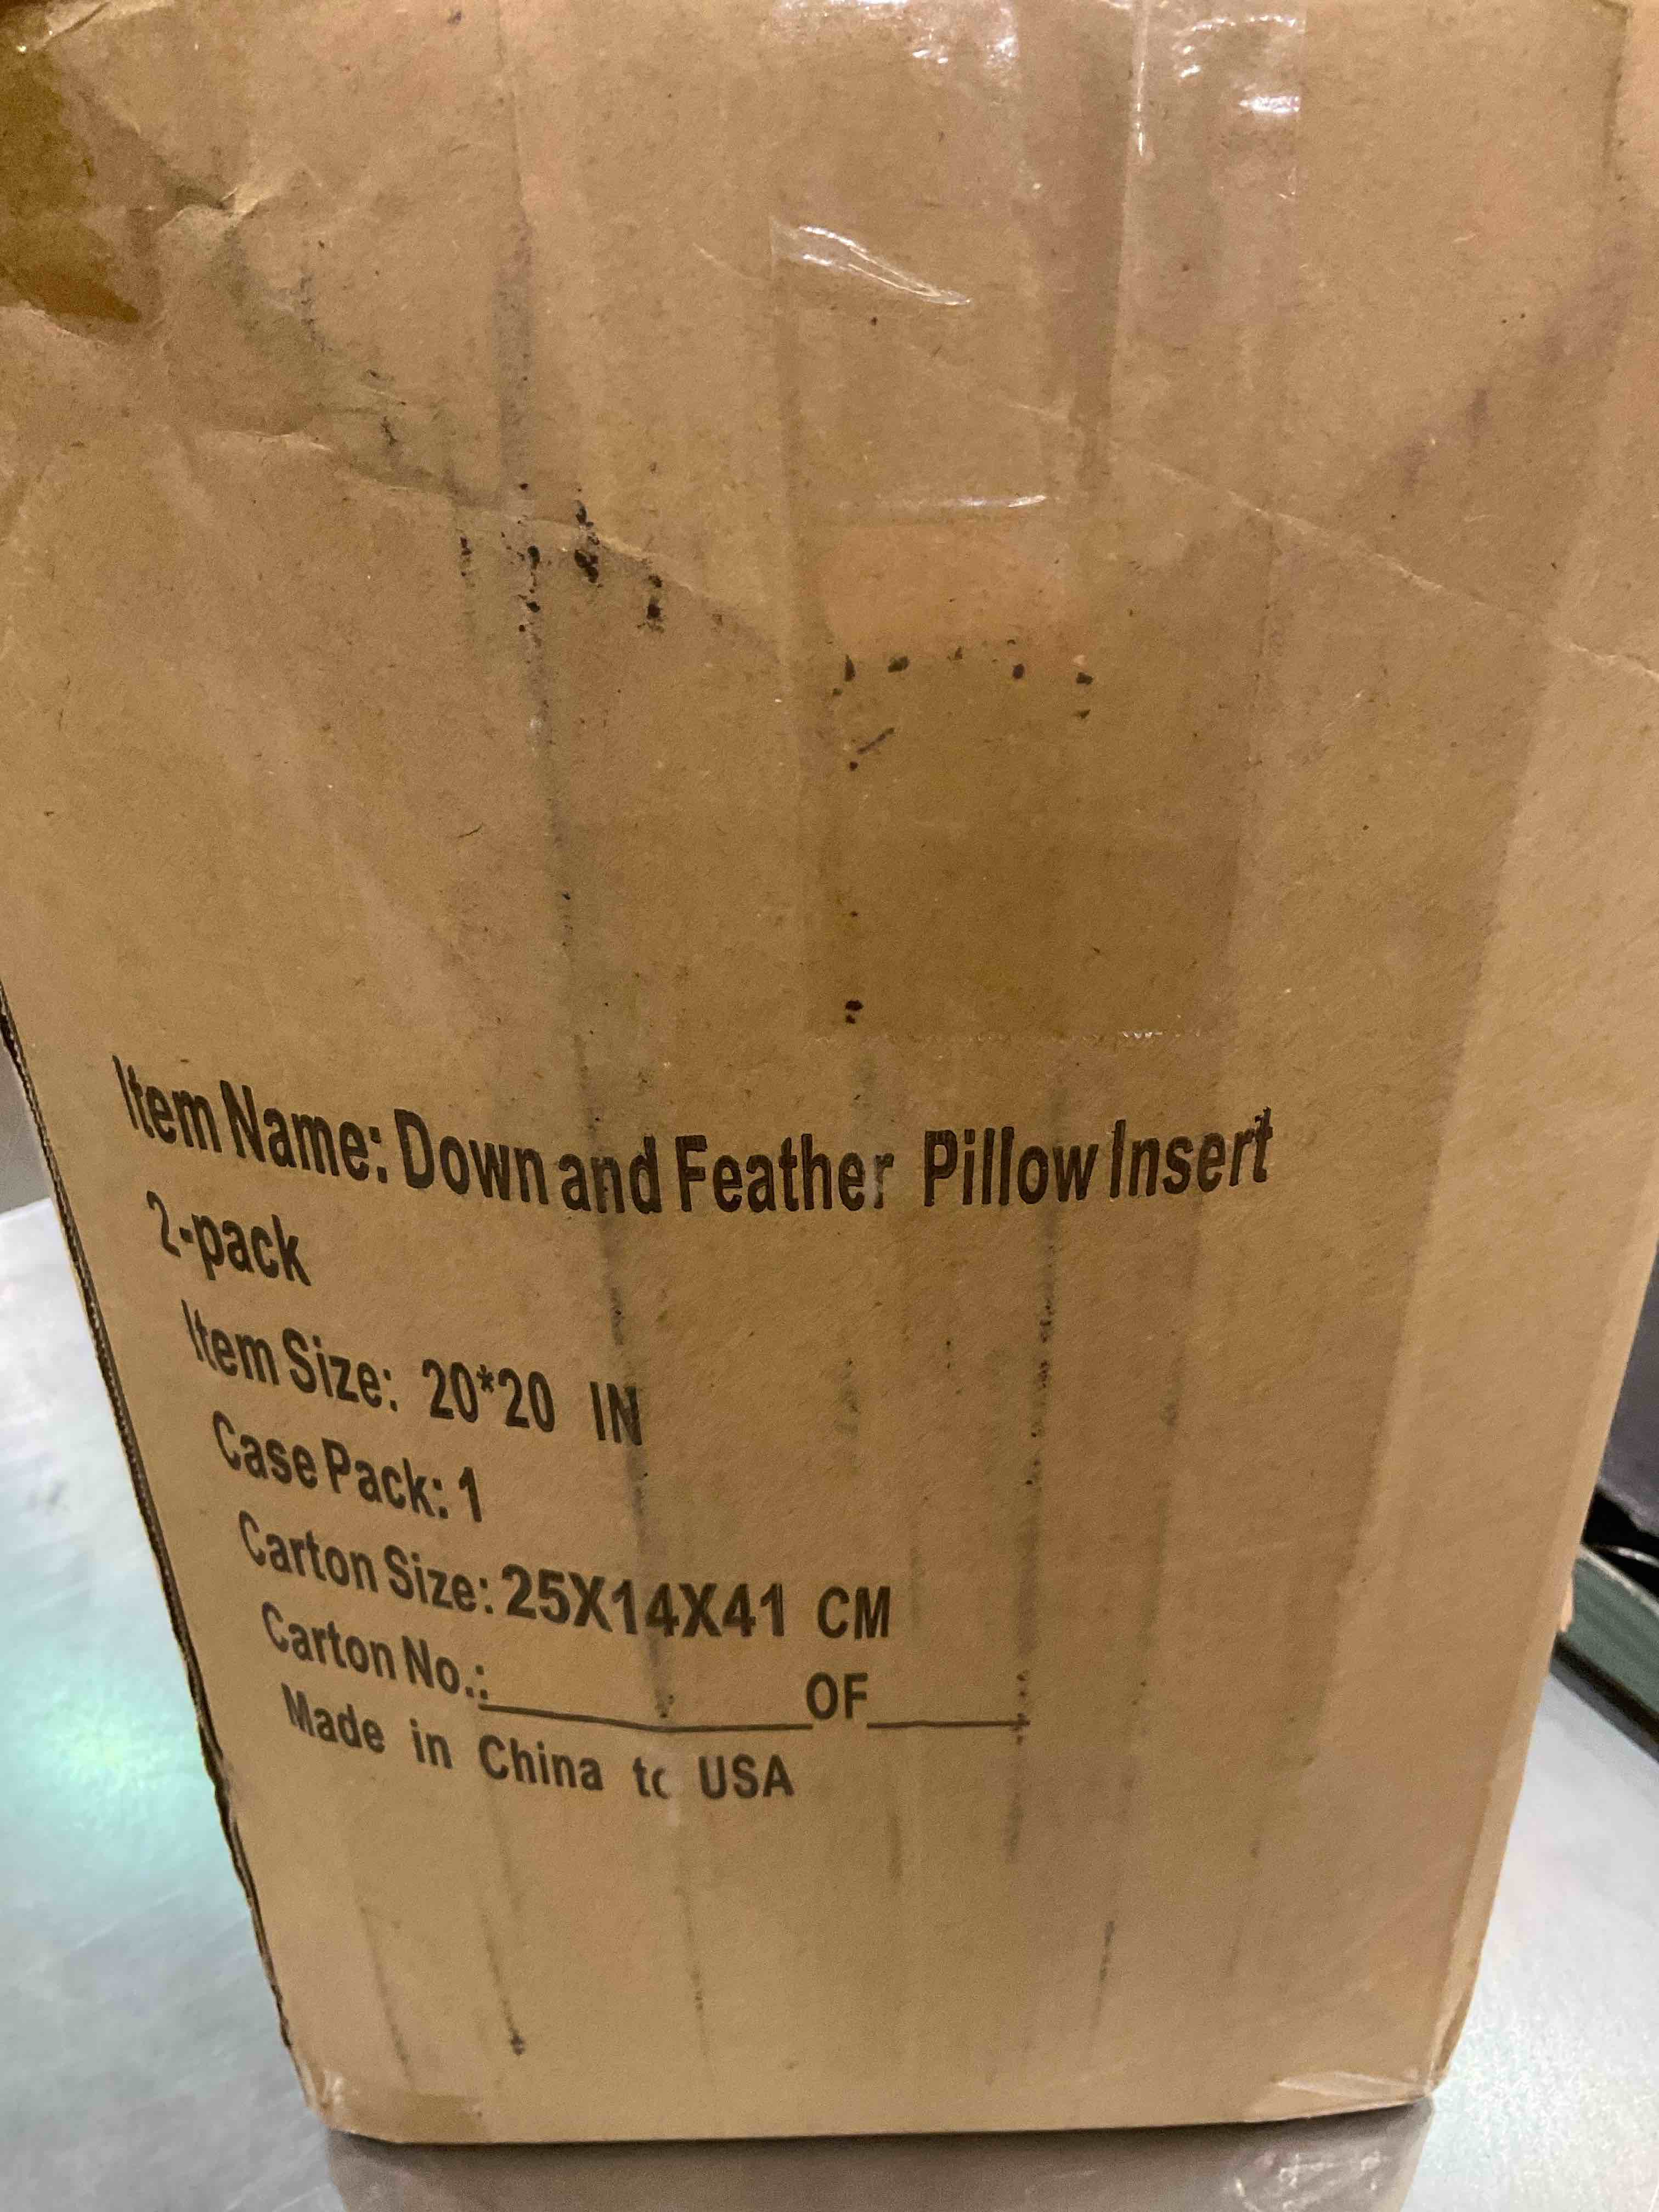 Item Name: Down and Feather Pillow Insert
2-pack
Item Size: 20*20 IN
Case Pack: 1
Carton Size: 25X14X41 CM
Carton No.:__________OF_____
Made in China to USA